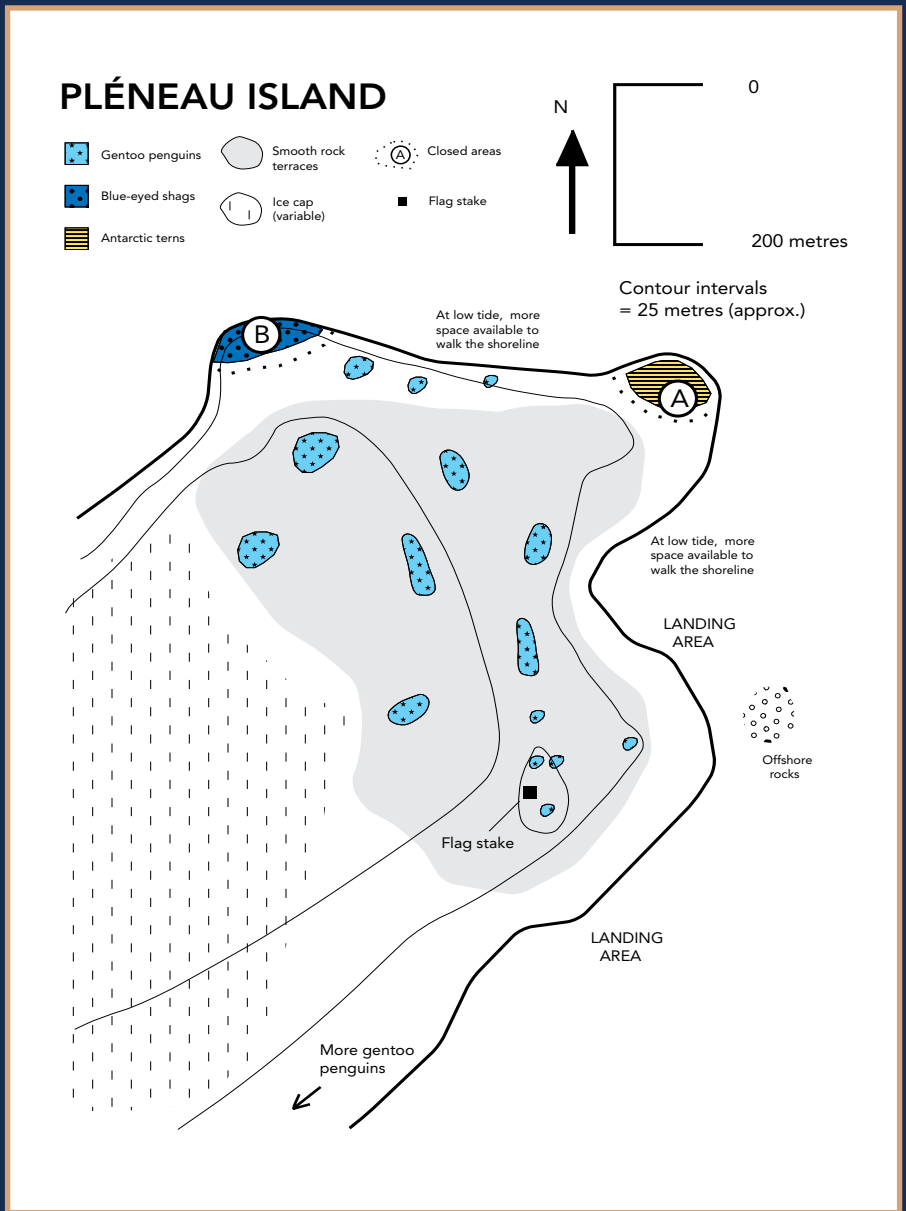 PLÉNEAU ISLAND
N
0
200 metres
Gentoo penguins
Blue-eyed shags
Antarctic terns
Smooth rock
terraces
Ice cap
(variable)
A
Closed areas
Flag stake
Contour intervals
= 25 metres (approx.)
At low tide, more
space available to
walk the shoreline
B
A
At low tide, more
space available to
walk the shoreline
LANDING
AREA
Offshore
rocks
Flag stake
LANDING
AREA
More gentoo
penguins